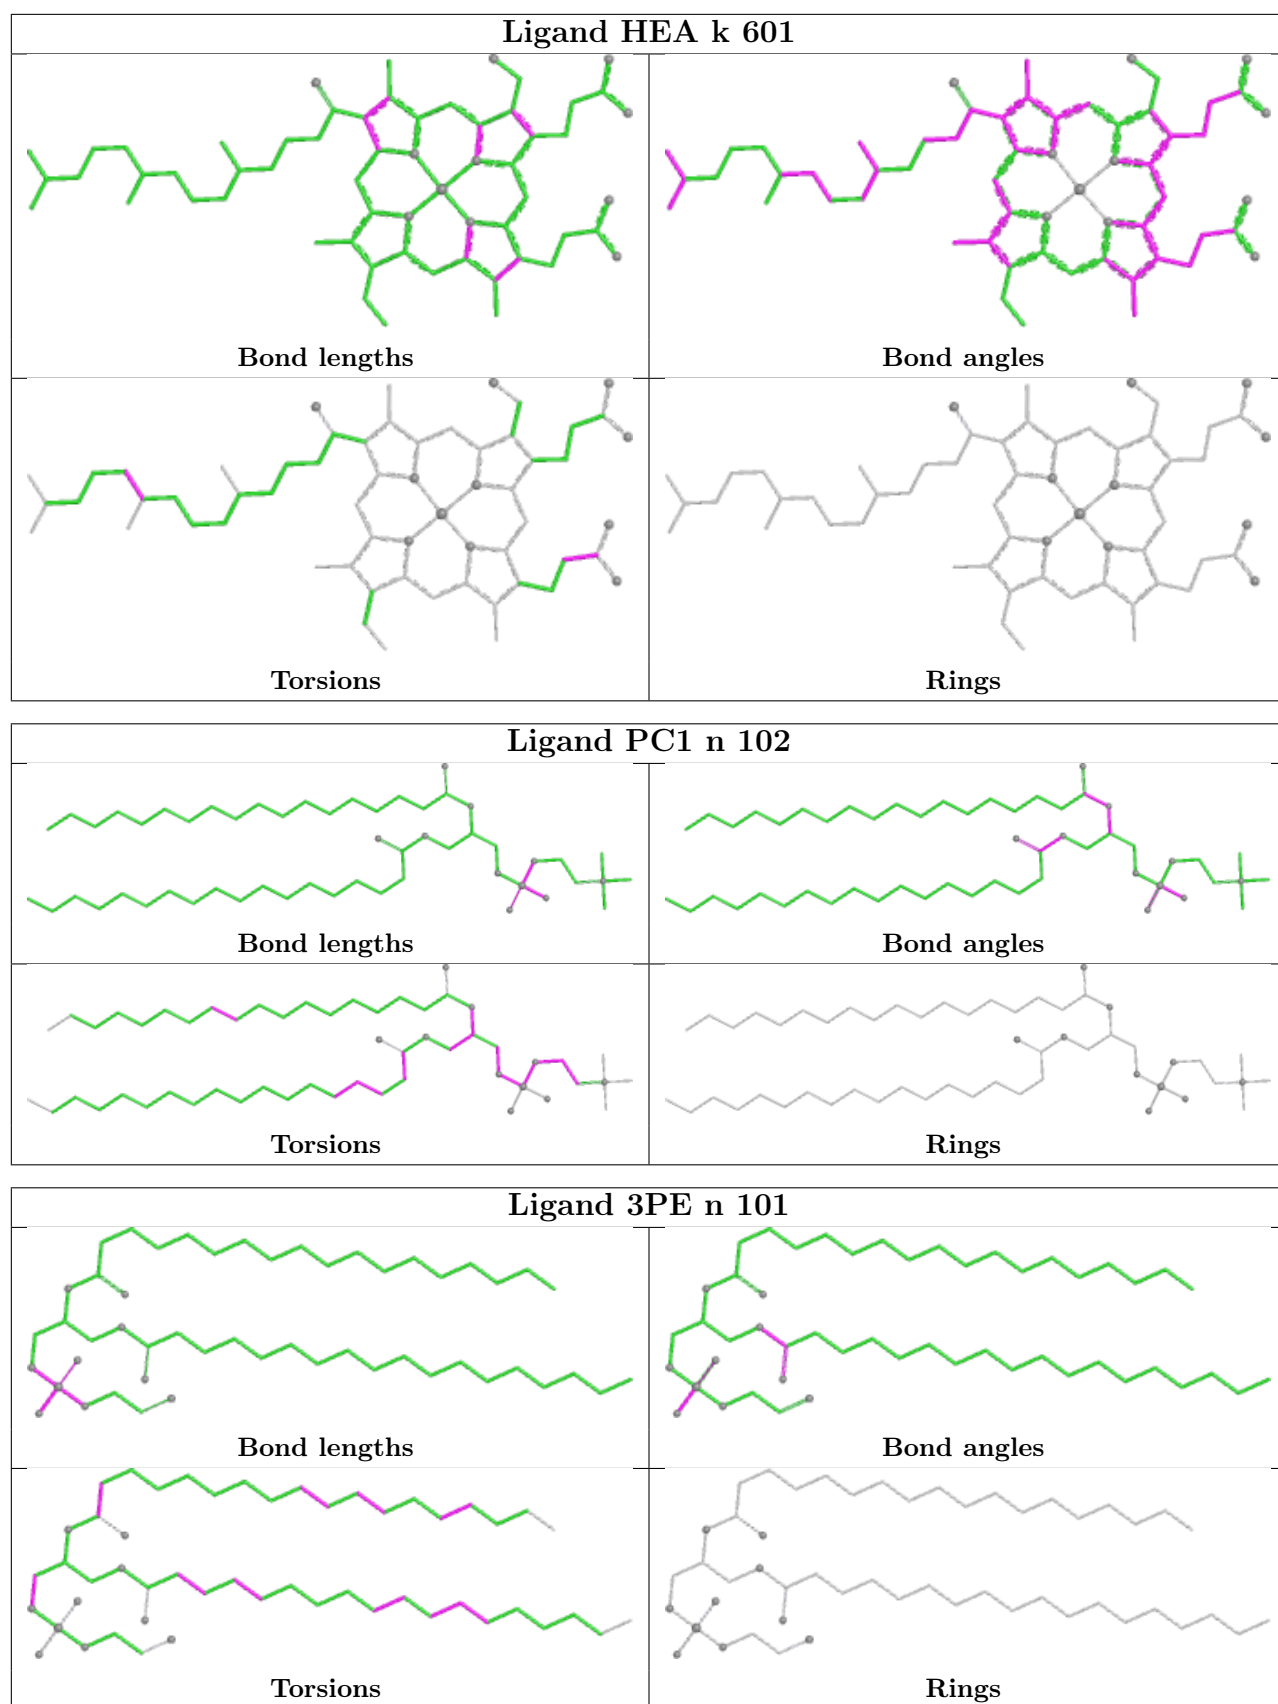 Ligand HEA k 601
Bond lengths
Bond angles
Torsions
Rings
Ligand PC1 n 102
Bond lengths
Bond angles
Torsions
Rings
Ligand 3PE n 101
Bond lengths
Bond angles
Torsions
Rings